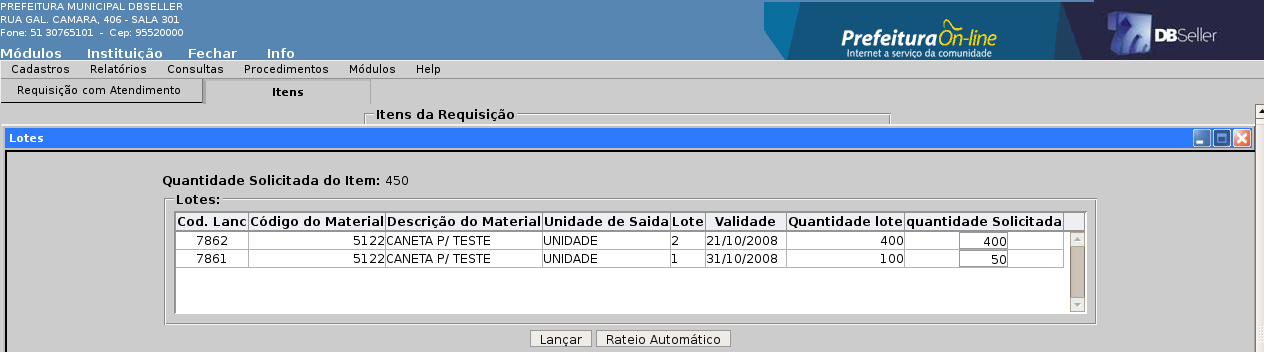 PREFEITURA MUNICIPAL DBSELLER
RUA GAL. CAMARA, 406 - SALA 301
Fone: 51 30765101 - Cep: 95520000
Prefeitura On-line
Internet a serviço da comunidade
DBSeller
Módulos Instituição Fechar Info
Cadastros Relatórios Consultas Procedimentos Módulos Help
Requisição com Atendimento Itens
Itens da Requisição
Lotes
Quantidade Solicitada do Item: 450
Lotes:
Cod. Lanc Código do Material Descrição do Material Unidade de Saida Lote Validade Quantidade lote quantidade Solicitada
7862 5122 CANETA P/ TESTE UNIDADE 2 21/10/2008 400 400
7861 5122 CANETA P/ TESTE UNIDADE 1 31/10/2008 100 50
Lançar Rateio Automático